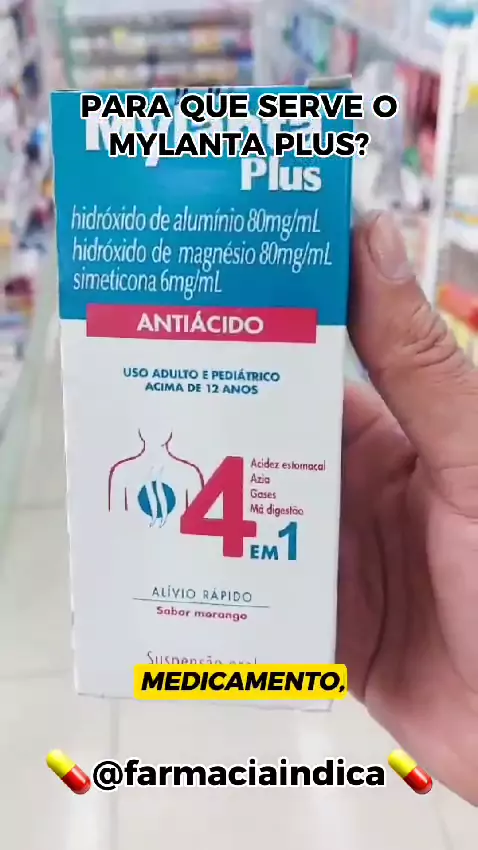 PARA QUE SERVE O
MYLANTA PLUS?
Plus
hidróxido de alumínio 80mg/mL
hidróxido de magnésio 80mg/mL
simeticona 6mg/mL
ANTIÁCIDO
USO ADULTO E PEDIÁTRICO
ACIMA DE 12 ANOS
Acidez estomacal
Azia
Gases
Má digestão
4
EM 1
ALÍVIO RÁPIDO
Sabor morango
Suspensão oral
MEDICAMENTO,
@farmaciaindica